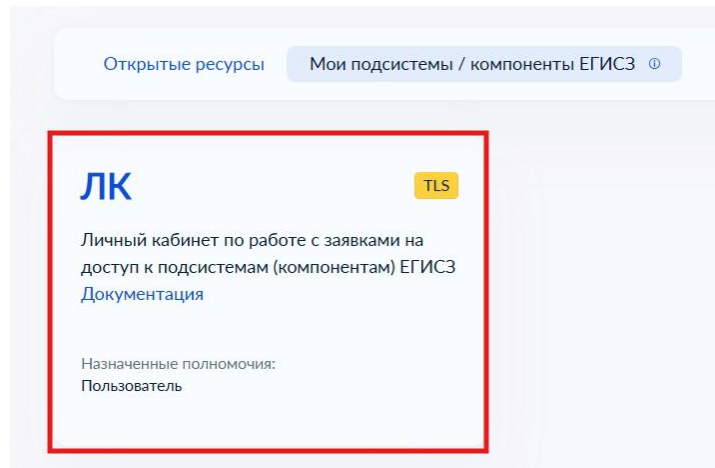 Открытые ресурсы Мои подсистемы / компоненты ЕГИСЗ
ЛК TLS
Личный кабинет по работе с заявками на
доступ к подсистемам (компонентам) ЕГИСЗ
Документация
Назначенные полномочия:
Пользователь